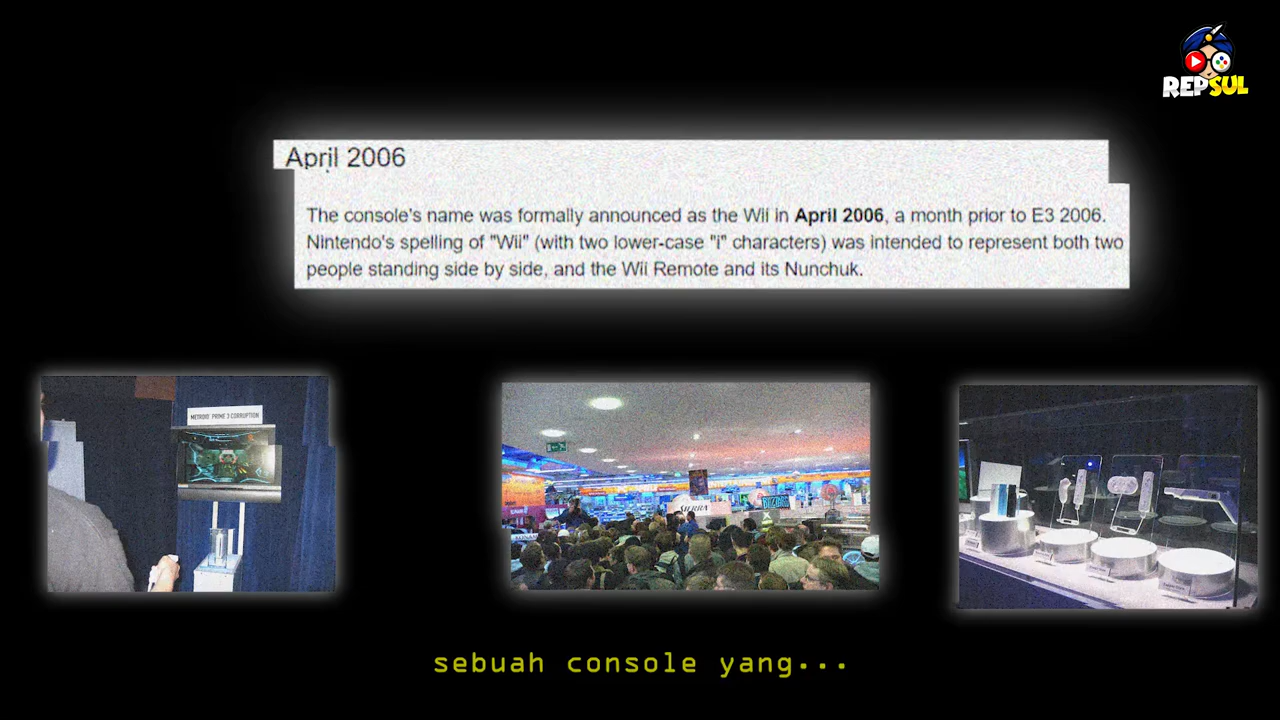 REPSUL
April 2006
The console's name was formally announced as the Wii in April 2006, a month prior to E3 2006.
Nintendo's spelling of "Wii" (with two lower-case "i" characters) was intended to represent both two
people standing side by side, and the Wii Remote and its Nunchuk.
METROID PRIME 3 CORRUPTION
SIERRA
sebuah console yang...